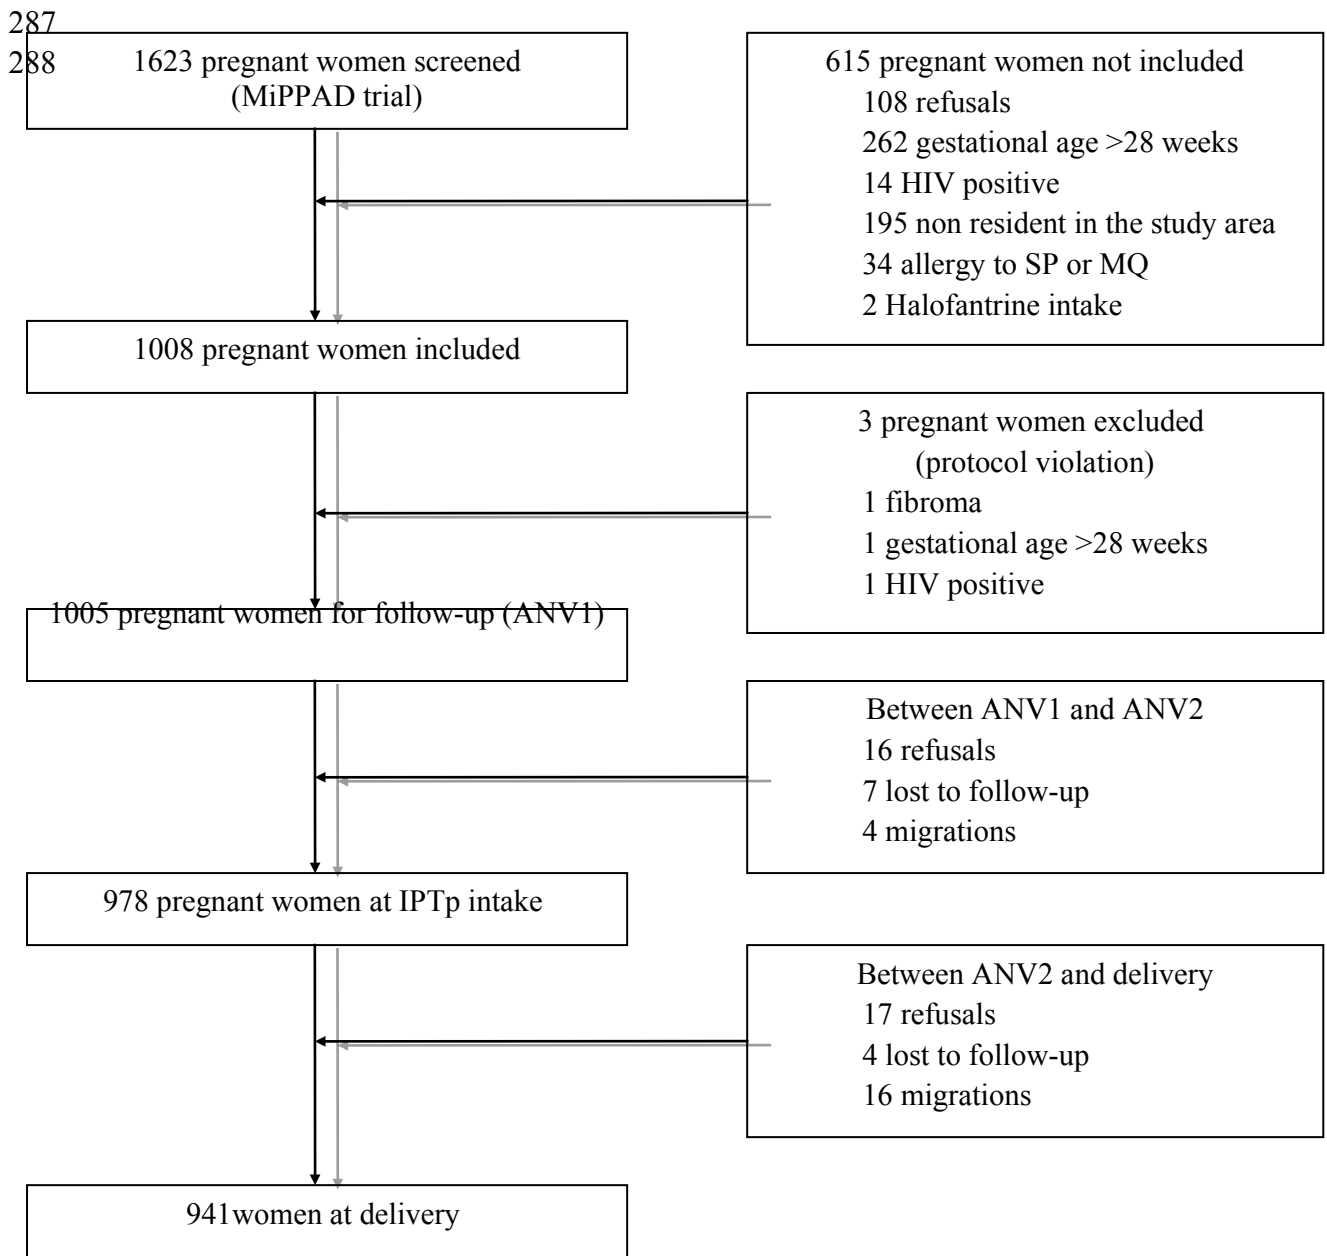 287
288
1623 pregnant women screened
(MiPPAD trial)
615 pregnant women not included
108 refusals
262 gestational age >28 weeks
14 HIV positive
195 non resident in the study area
34 allergy to SP or MQ
2 Halofantrine intake
1008 pregnant women included
3 pregnant women excluded
(protocol violation)
1 fibroma
1 gestational age >28 weeks
1 HIV positive
1005 pregnant women for follow-up (ANV1)
Between ANV1 and ANV2
16 refusals
7 lost to follow-up
4 migrations
978 pregnant women at IPTp intake
Between ANV2 and delivery
17 refusals
4 lost to follow-up
16 migrations
941women at delivery